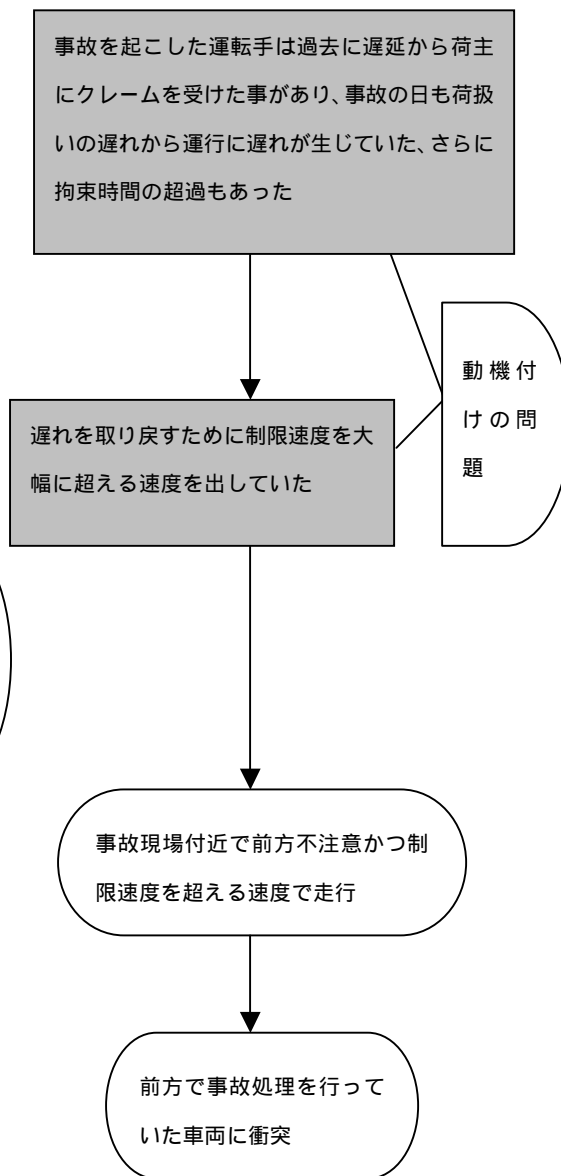 事故を起こした運転手は過去に遅延から荷主
にクレームを受けた事があり、事故の日も荷扱
いの遅れから運行に遅れが生じていた、さらに
拘束時間の超過もあった
動機付
けの問
題
遅れを取り戻すために制限速度を大
幅に超える速度を出していた
事故現場付近で前方不注意かつ制
限速度を超える速度で走行
前方で事故処理を行って
いた車両に衝突